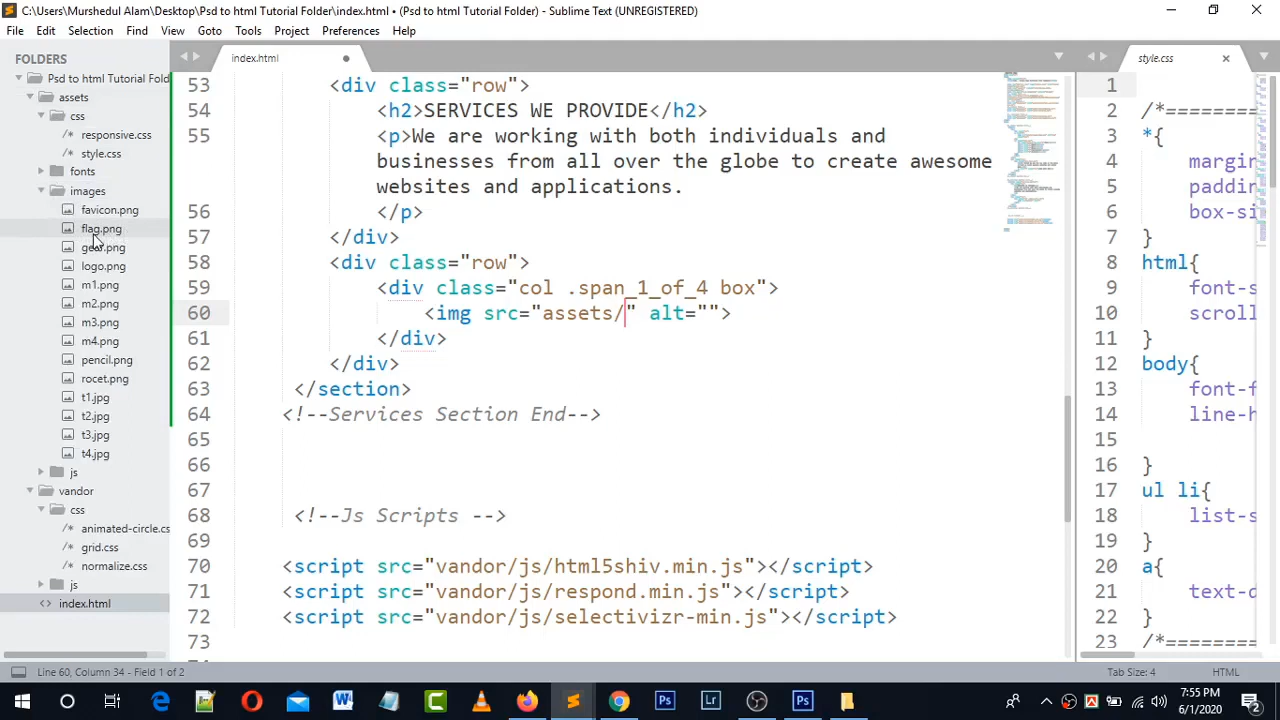 C:\Users\Murshedul Alam\Desktop\Psd to html Tutorial Folder\index.html • (Psd to html Tutorial Folder) - Sublime Text (UNREGISTERED)
File Edit Selection Find View Goto Tools Project Preferences Help
FOLDERS
Psd to html Tutorial Fold
assets
css
/* responsive.css
/* style.css
fonts
images
favicon.png
flag.png
logo.png
m1.png
m2.png
m3.png
m4.png
pencil.png
rocet.png
t1.jpg
t2.jpg
t3.jpg
t4.jpg
js
vandor
css
/* animated-circle.cs
/* grid.css
/* normalize.css
js
<> index.html
index.html
53 <div class="row">
54 <h2>SERVICES WE PROVIDE</h2>
55 <p>We are working with both individuals and
businesses from all over the globe to create awesome
websites and applications.
56 </p>
57 </div>
58 <div class="row">
59 <div class="col .span_1_of_4 box">
60 <img src="assets/" alt="">
61 </div>
62 </div>
63 </section>
64 <!--Services Section End-->
65
66
67
68 <!--Js Scripts -->
69
70 <script src="vandor/js/html5shiv.min.js"></script>
71 <script src="vandor/js/respond.min.js"></script>
72 <script src="vandor/js/selectivizr-min.js"></script>
73
style.css
1
2 /*=======
3 *{
4 margin
5 paddin
6 box-si
7 }
8 html{
9 font-s
10 scroll
11 }
12 body{
13 font-f
14 line-h
15
16 }
17 ul li{
18 list-s
19 }
20 a{
21 text-d
22 }
23 /*=======
Line 60, Column 34 - Field 1 of 2
Tab Size: 4
HTML
7:55 PM
6/1/2020
2